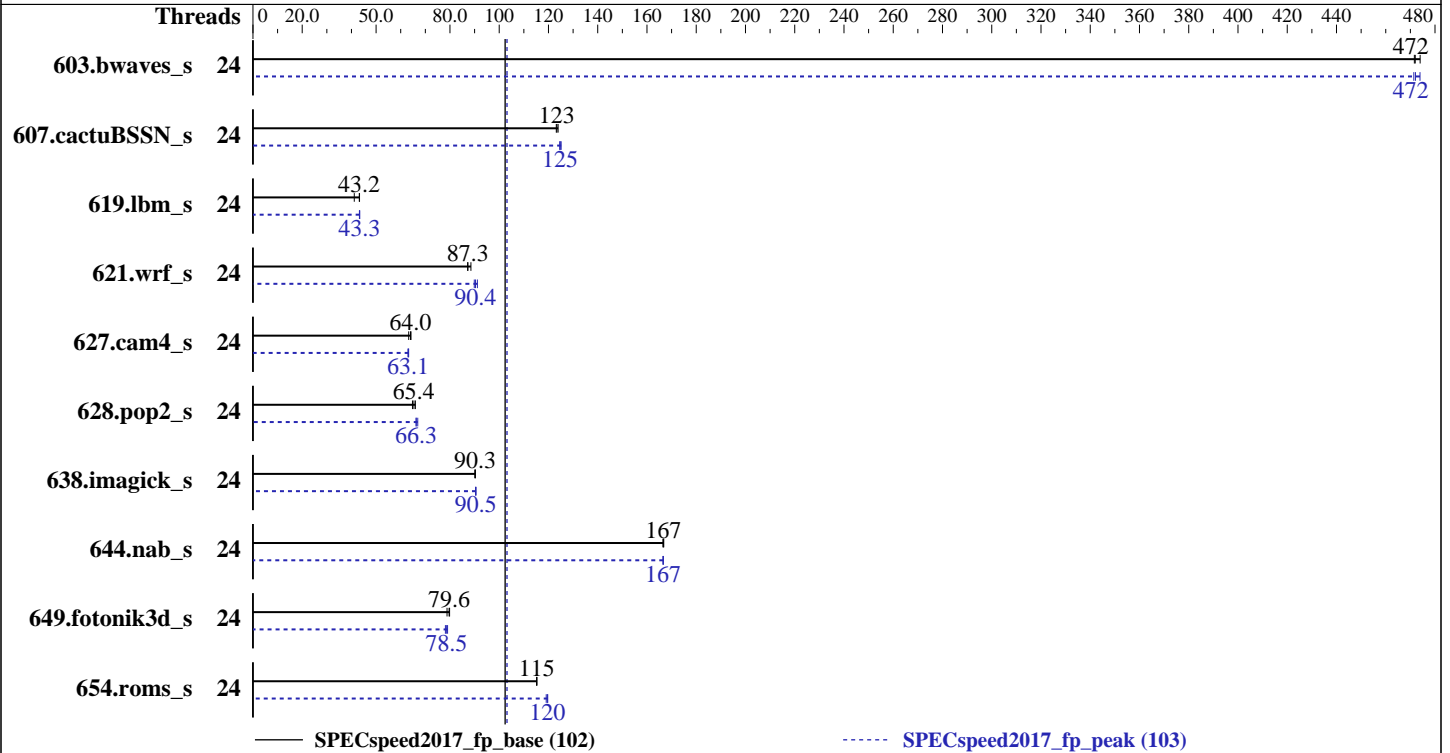 Threads 0 20.0 50.0 80.0 100 120 140 160 180 200 220 240 260 280 300 320 340 360 380 400 420 440 480
472
603.bwaves_s 24
472
123
607.cactuBSSN_s 24
125
43.2
619.lbm_s 24
43.3
87.3
621.wrf_s 24
90.4
64.0
627.cam4_s 24
63.1
65.4
628.pop2_s 24
66.3
90.3
638.imagick_s 24
90.5
167
644.nab_s 24
167
79.6
649.fotonik3d_s 24
78.5
115
654.roms_s 24
120
SPECspeed2017_fp_base (102) SPECspeed2017_fp_peak (103)